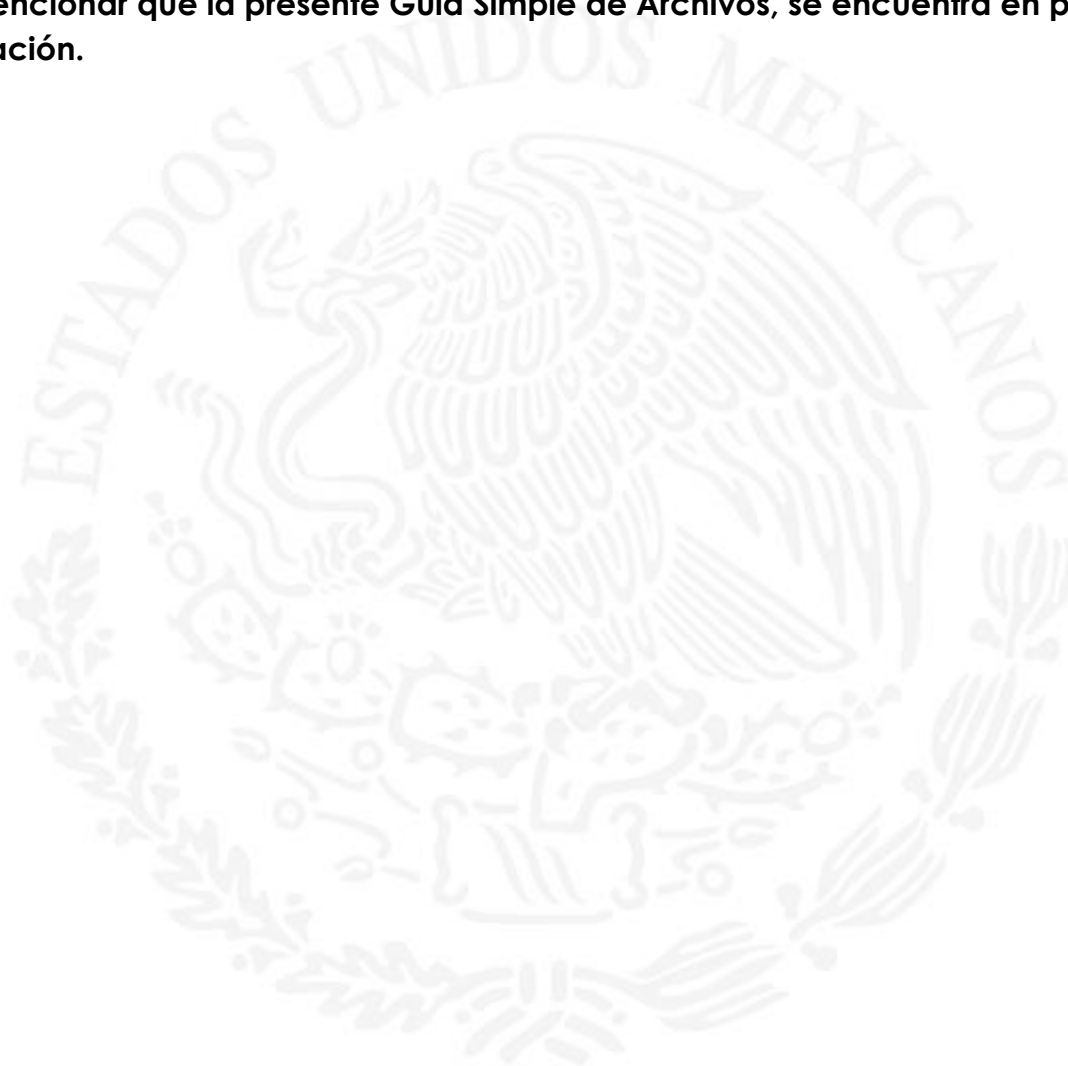 encionar que la presente Guía Simple de Archivos, se encuentra en p
ación.
ESTADOS UNIDOS MEXICANOS